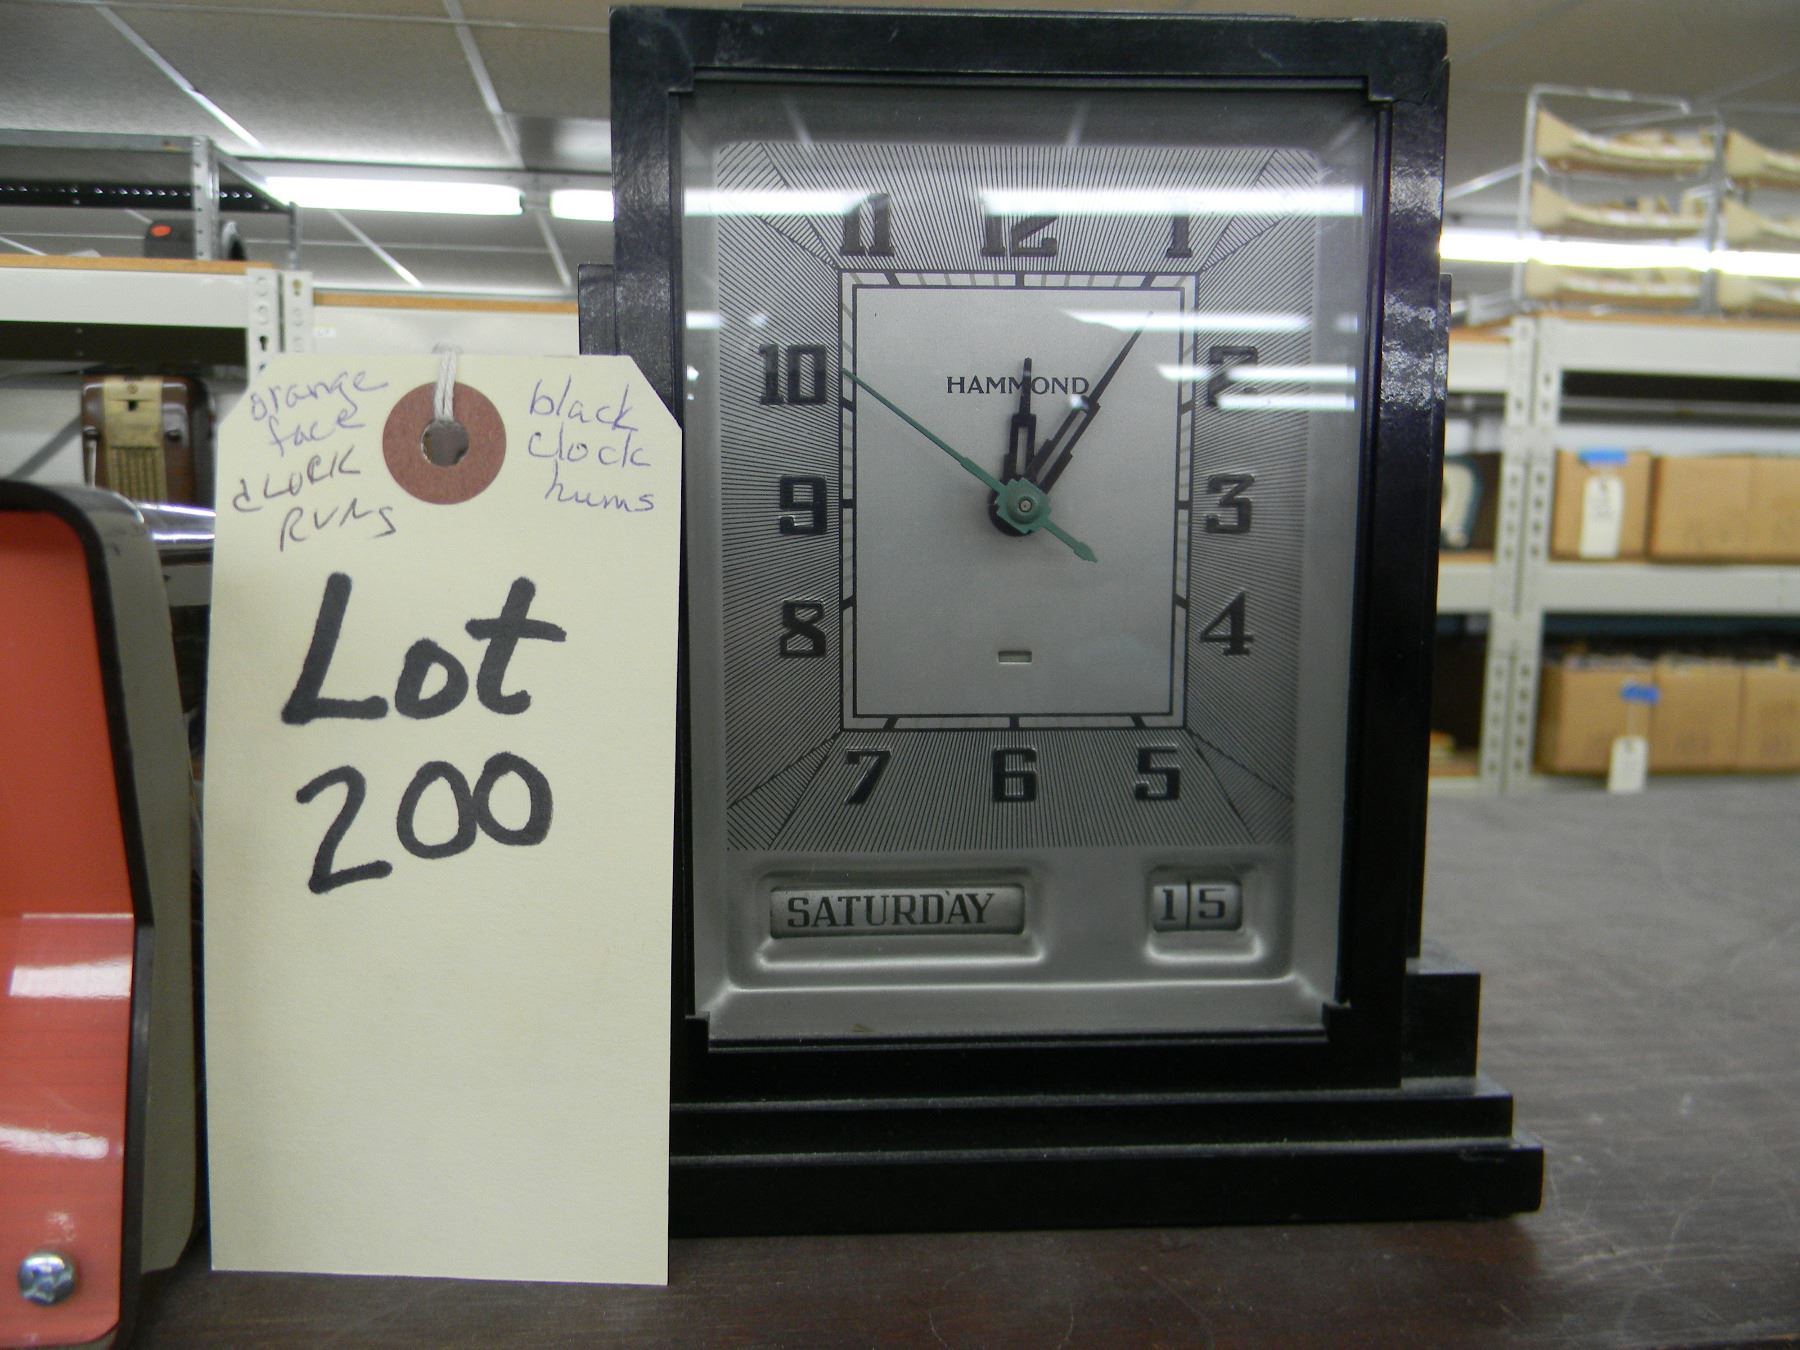 orange
face
cLOCK
RUNS
black
clock
hums
Lot
200
11 12 1
HAMMOND
10 2
9 3
8 4
7 6 5
SATURDAY 15